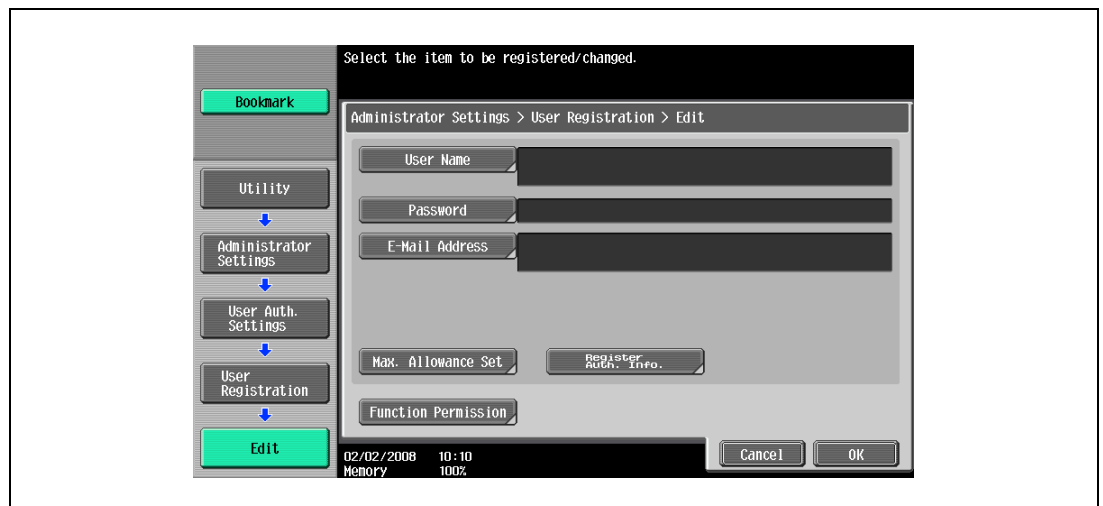 Select the item to be registered/changed.
Bookmark
Administrator Settings > User Registration > Edit
User Name
Utility
Password
Administrator
Settings
E-Mail Address
User Auth.
Settings
Max. Allowance Set
Register
Auth. Info.
User
Registration
Function Permission
Edit
Cancel
OK
02/02/2008 10:10
Memory 100%